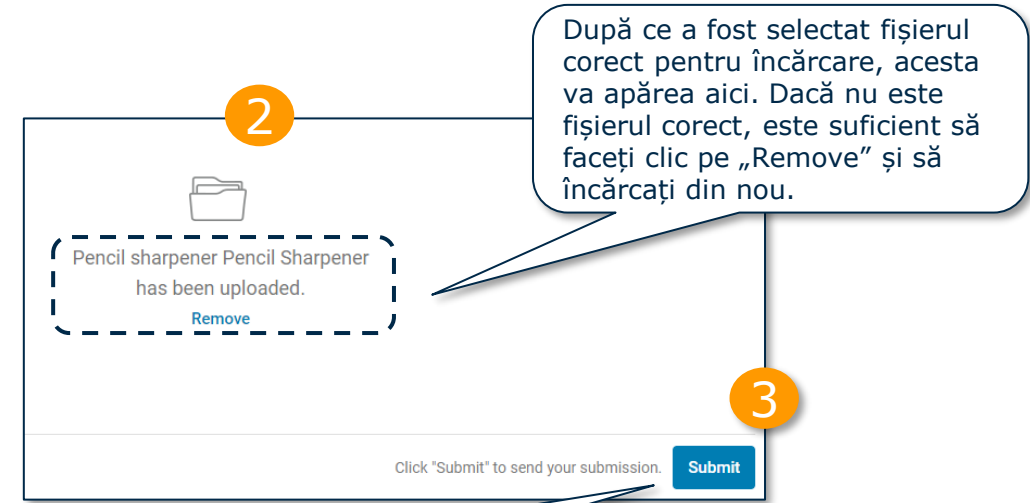 După ce a fost selectat fișierul
corect pentru încărcare, acesta
va apărea aici. Dacă nu este
fișierul corect, este suficient să
faceți clic pe „Remove” și să
încărcați din nou.
2
Pencil sharpener Pencil Sharpener
has been uploaded.
Remove
3
Click "Submit" to send your submission.
Submit